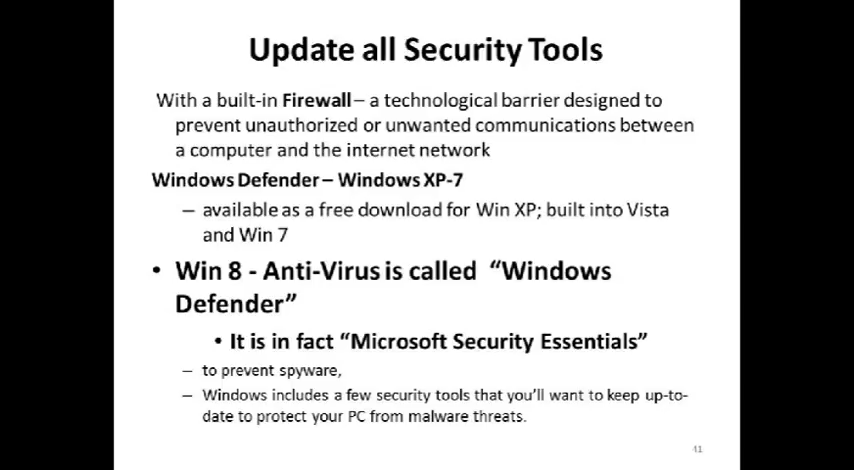 Update all Security Tools
With a built-in Firewall – a technological barrier designed to
prevent unauthorized or unwanted communications between
a computer and the internet network
Windows Defender – Windows XP-7
– available as a free download for Win XP; built into Vista
and Win 7
• Win 8 - Anti-Virus is called “Windows
Defender”
• It is in fact “Microsoft Security Essentials”
– to prevent spyware,
– Windows includes a few security tools that you’ll want to keep up-to-
date to protect your PC from malware threats.
41